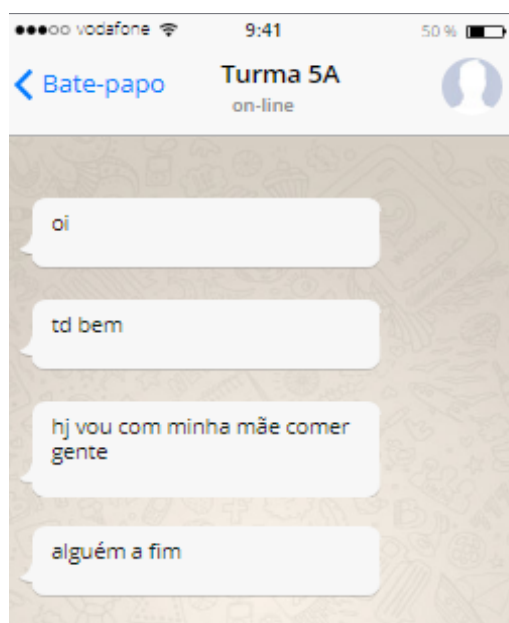 vodafone 9:41 50 %
Bate-papo Turma 5A
on-line
oi
td bem
hj vou com minha mãe comer
gente
alguém a fim